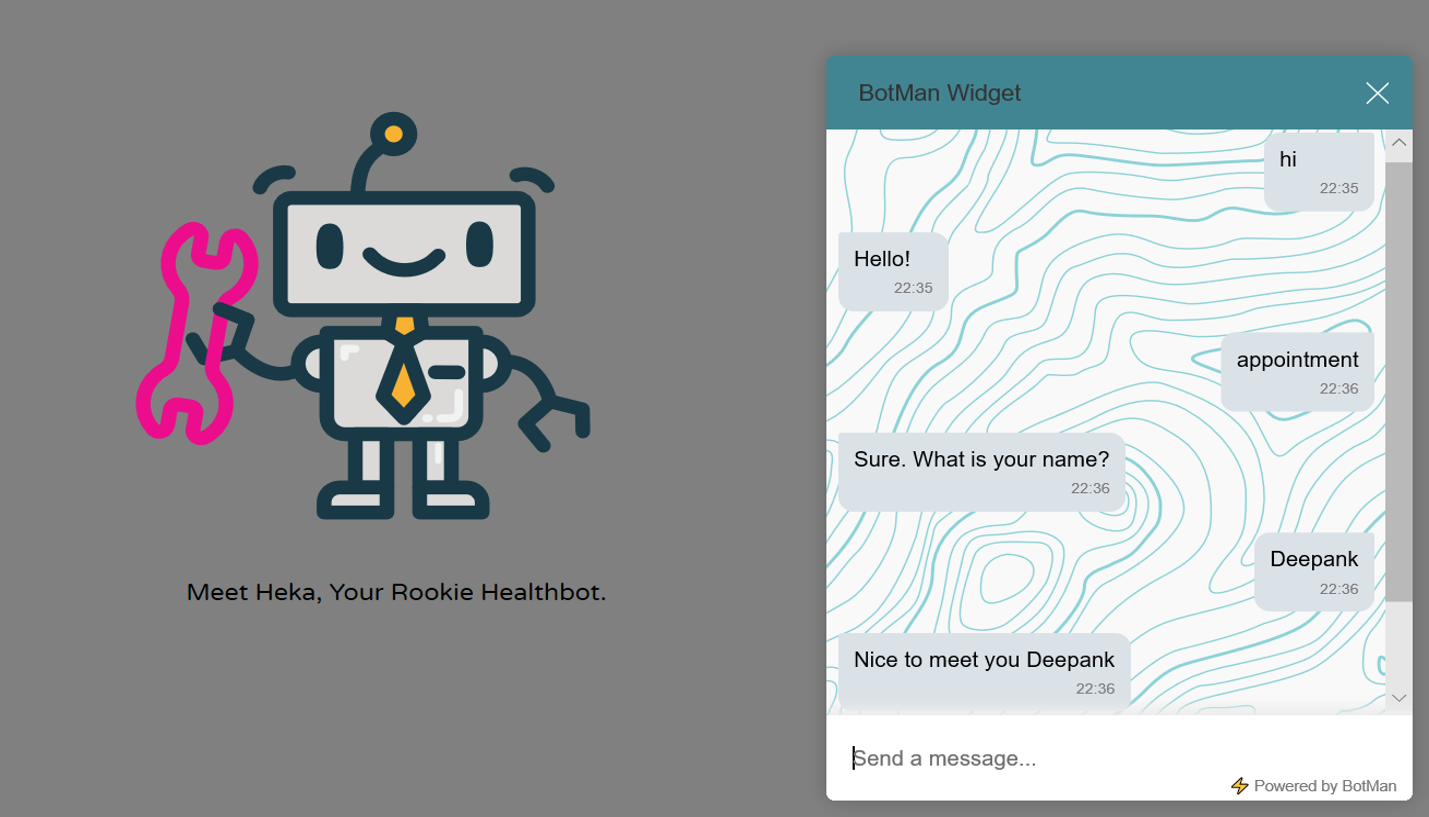 Meet Heka, Your Rookie Healthbot.
BotMan Widget
hi
22:35
Hello!
22:35
appointment
22:36
Sure. What is your name?
22:36
Deepank
22:36
Nice to meet you Deepank
22:36
Send a message...
Powered by BotMan